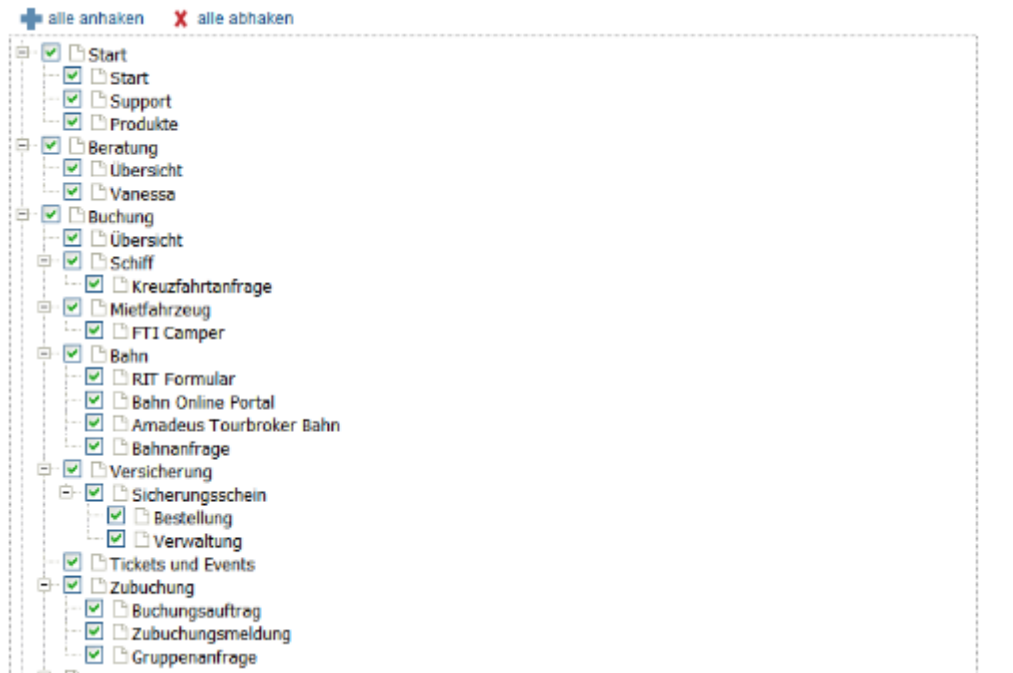 alle anhaken alle abhaken
Start
Start
Support
Produkte
Beratung
Übersicht
Vanessa
Buchung
Übersicht
Schiff
Kreuzfahrtanfrage
Mietfahrzeug
FTI Camper
Bahn
RIT Formular
Bahn Online Portal
Amadeus Tourbroker Bahn
Bahnanfrage
Versicherung
Sicherungsschein
Bestellung
Verwaltung
Tickets und Events
Zubuchung
Buchungsauftrag
Zubuchungsmeldung
Gruppenanfrage